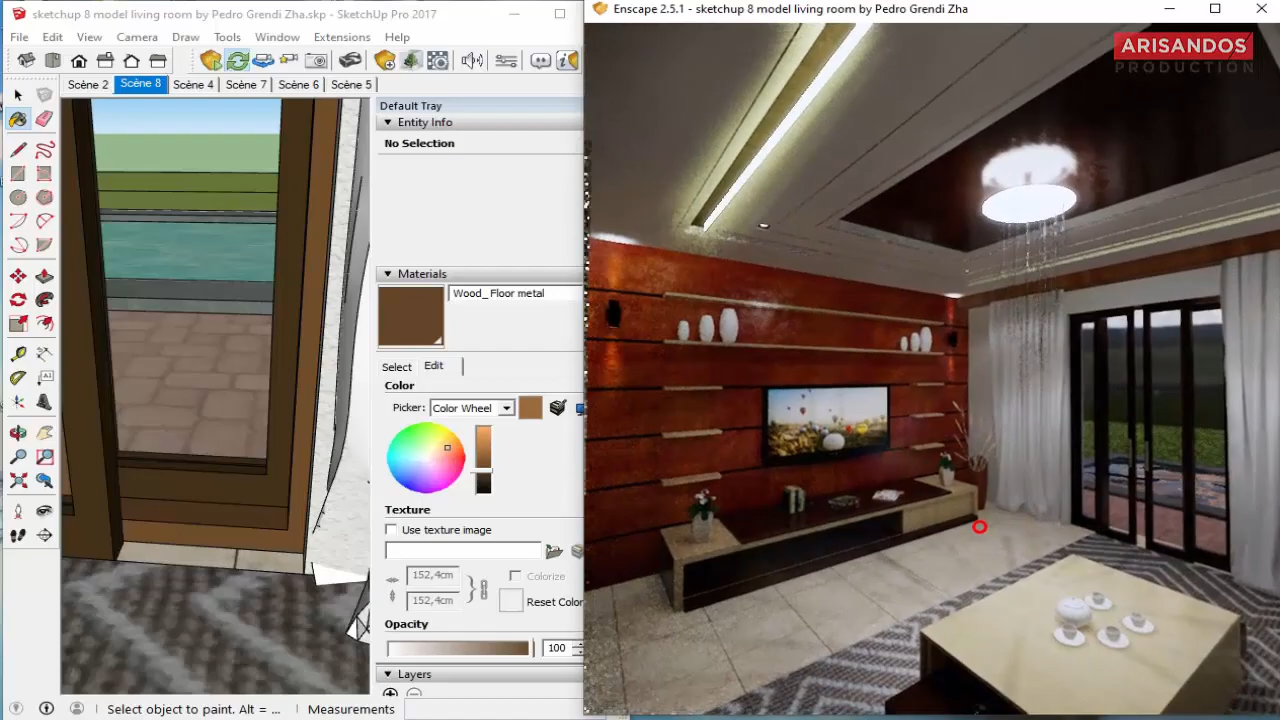 sketchup 8 model living room by Pedro Grendi Zha.skp - SketchUp Pro 2017
File Edit View Camera Draw Tools Window Extensions Help
Scène 2 Scène 8 Scène 4 Scène 7 Scène 6 Scène 5
Default Tray
Entity Info
No Selection
Materials
Wood_ Floor metal
Select Edit
Color
Picker: Color Wheel
Texture
Use texture image
152,4cm
Colorize
152,4cm
Reset Color
Opacity
100
Layers
Select object to paint. Alt = ... Measurements
Enscape 2.5.1 - sketchup 8 model living room by Pedro Grendi Zha
ARISANDOS
PRODUCTION